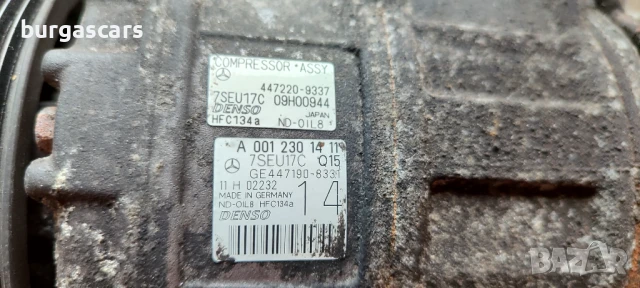 burgascars
COMPRESSOR ASSY
447220-9337
7SEU17C 09H00944
DENSO JAPAN
HFC134a ND-OIL8
A 001 230 14 11
7SEU17C Q15
GE447190-8331
11 H 02232
MADE IN GERMANY
ND-OIL8 HFC134a
14
DENSO
BAZAR